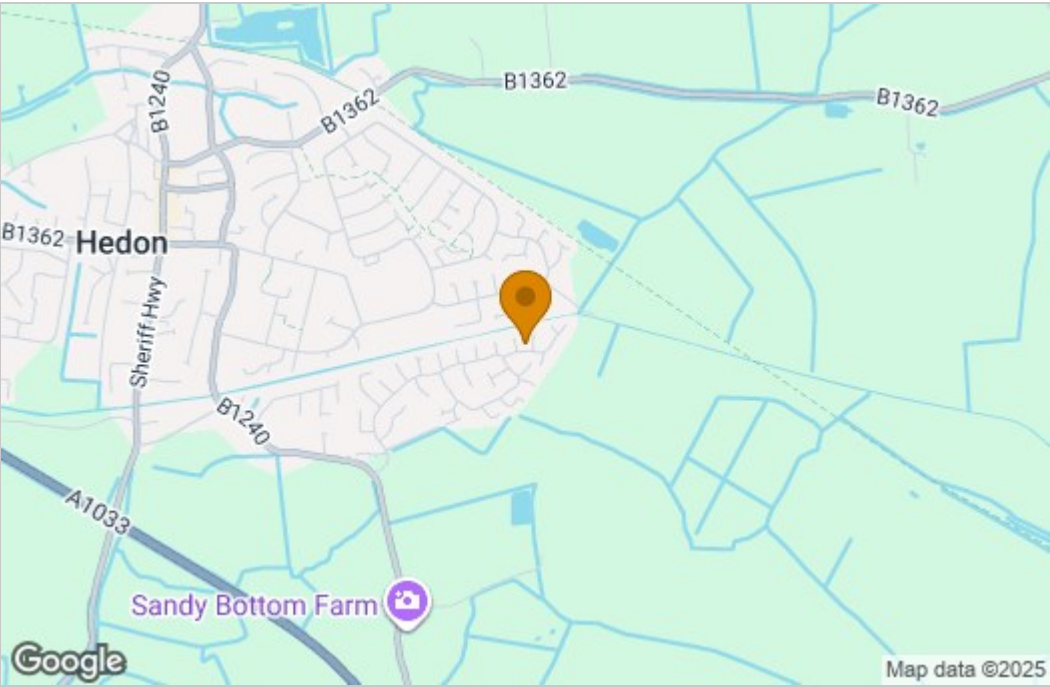 B1240
B1362
B1362
B1362
B1362
Hedon
Sheriff Hwy
B1240
A1033
Sandy Bottom Farm
Google
Map data ©2025